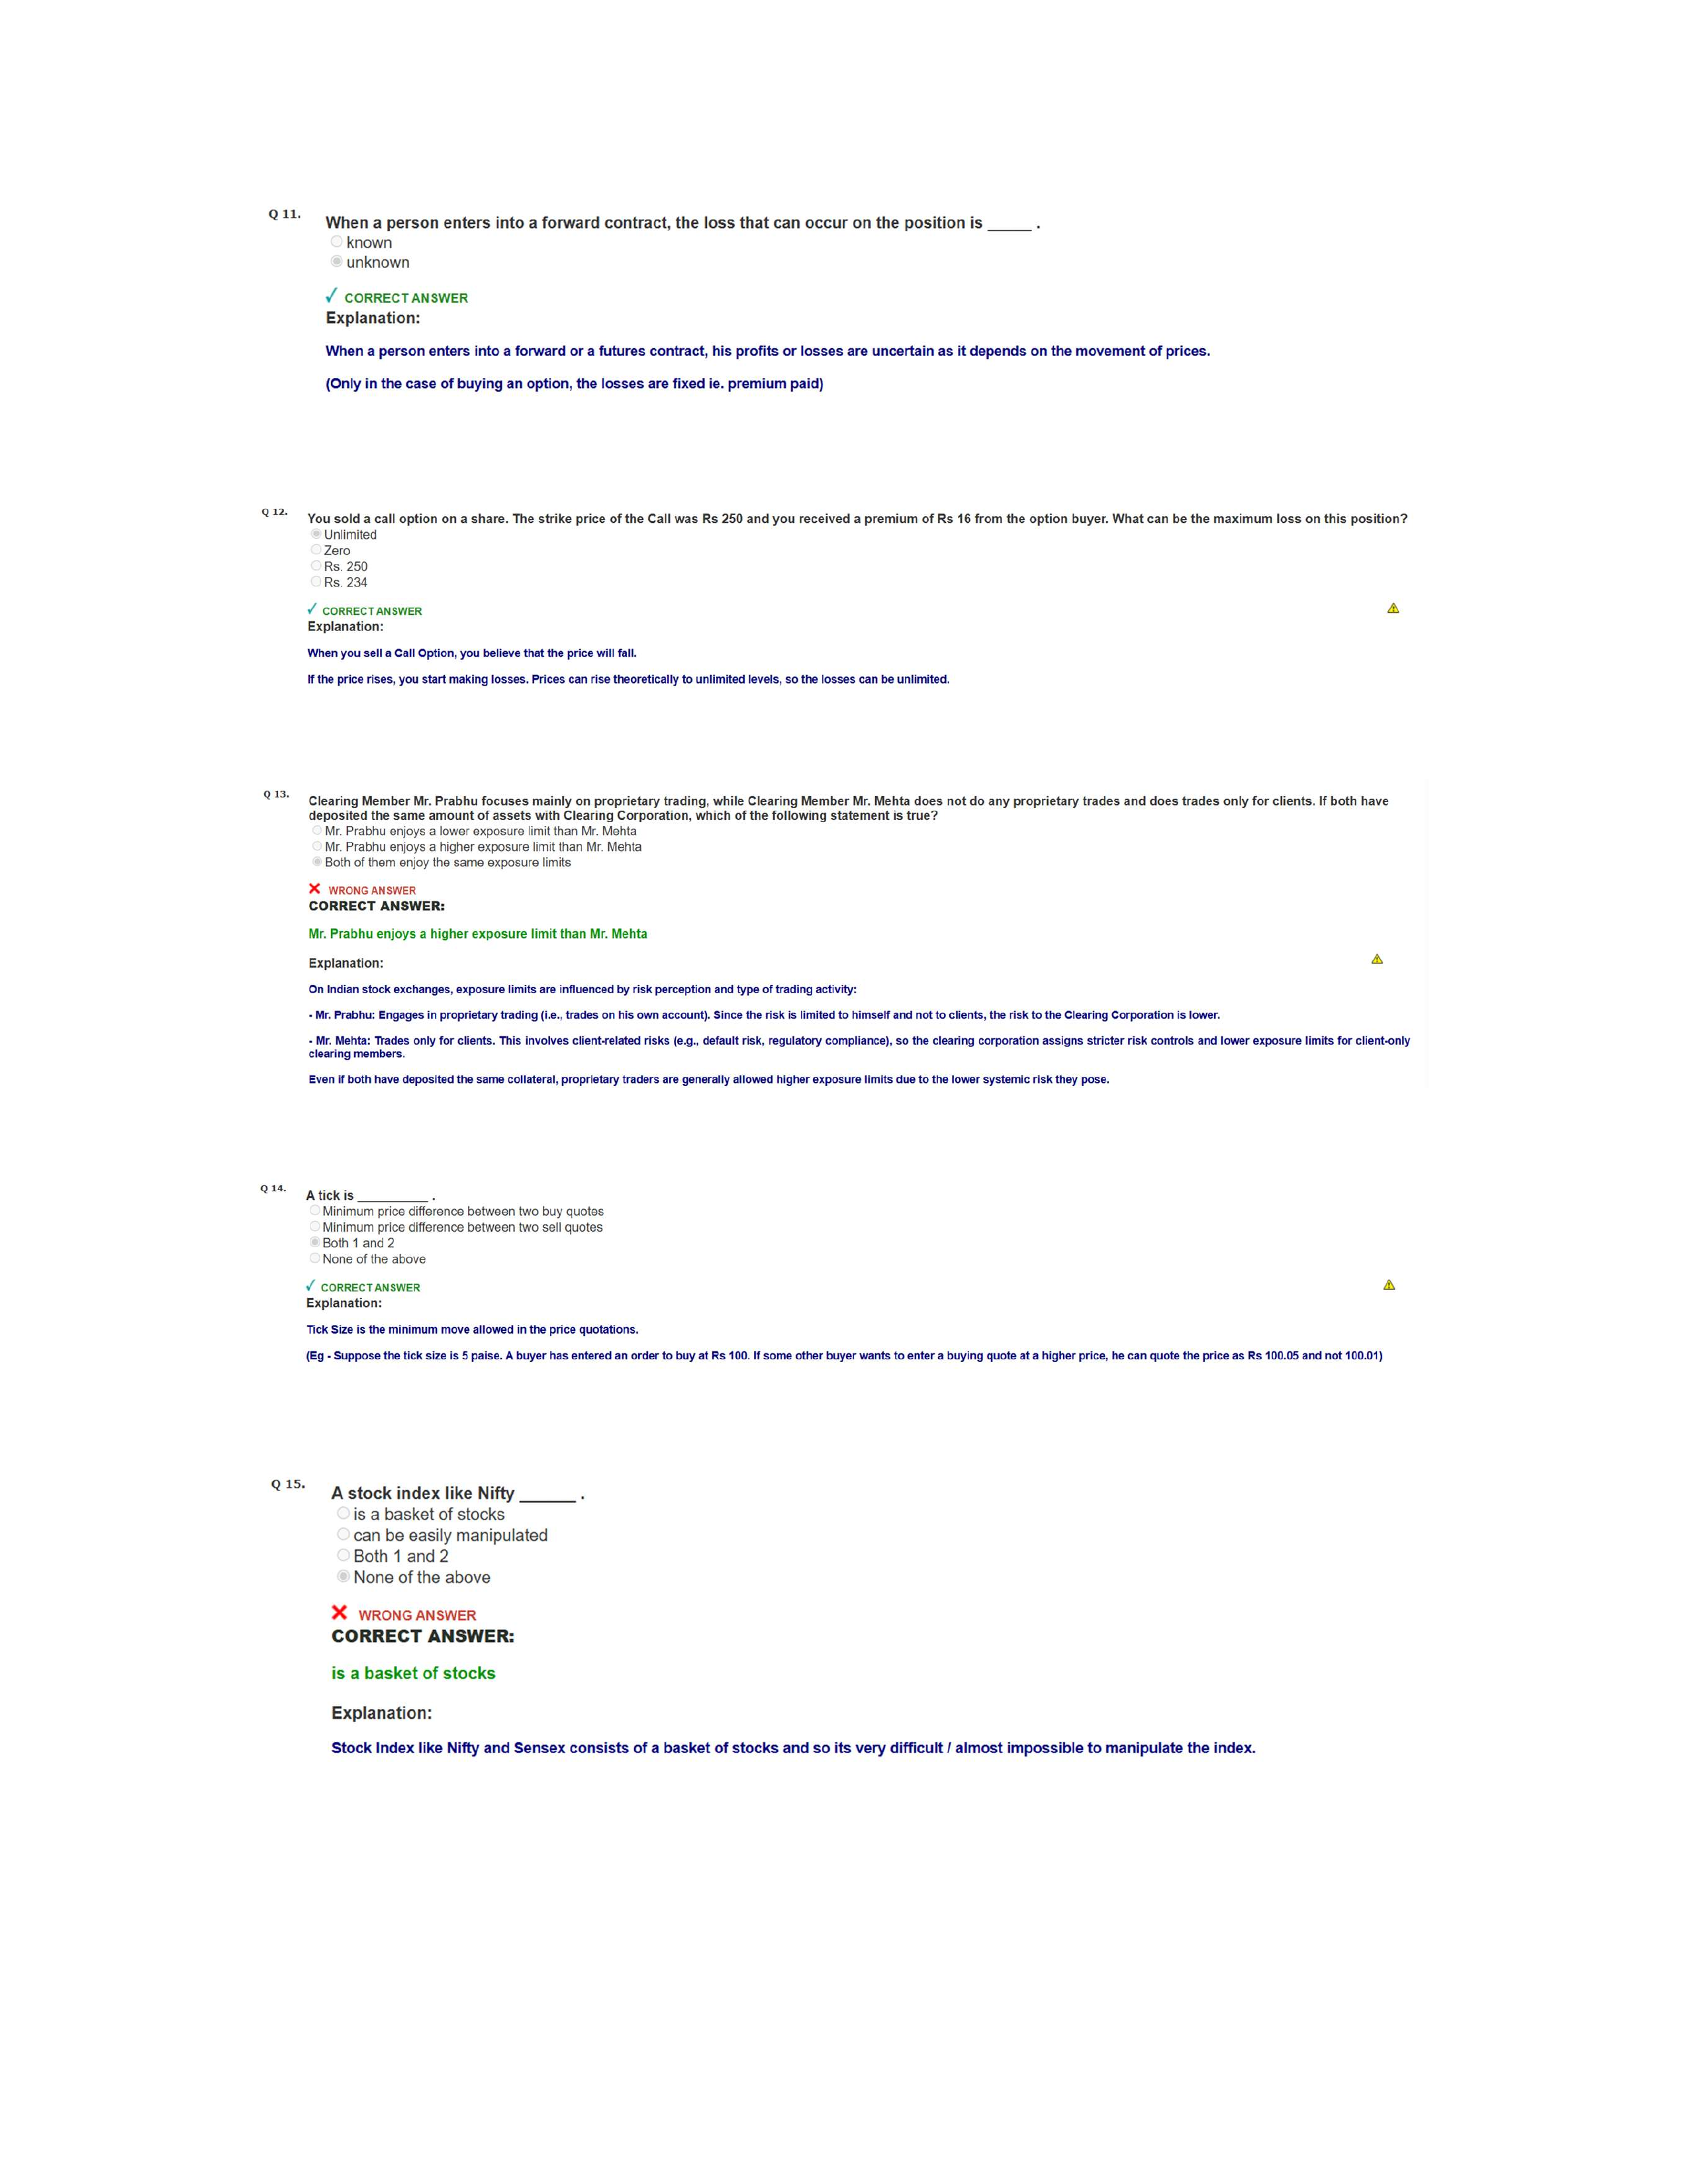 Q 11.
When a person enters into a forward contract, the loss that can occur on the position is _____ .
known
unknown
✓ CORRECT ANSWER
Explanation:
When a person enters into a forward or a futures contract, his profits or losses are uncertain as it depends on the movement of prices.
(Only in the case of buying an option, the losses are fixed ie. premium paid)
Q 12.
You sold a call option on a share. The strike price of the Call was Rs 250 and you received a premium of Rs 16 from the option buyer. What can be the maximum loss on this position?
Unlimited
Zero
Rs. 250
Rs. 234
✓ CORRECT ANSWER
Explanation:
When you sell a Call Option, you believe that the price will fall.
If the price rises, you start making losses. Prices can rise theoretically to unlimited levels, so the losses can be unlimited.
Q 13.
Clearing Member Mr. Prabhu focuses mainly on proprietary trading, while Clearing Member Mr. Mehta does not do any proprietary trades and does trades only for clients. If both have
deposited the same amount of assets with Clearing Corporation, which of the following statement is true?
Mr. Prabhu enjoys a lower exposure limit than Mr. Mehta
Mr. Prabhu enjoys a higher exposure limit than Mr. Mehta
Both of them enjoy the same exposure limits
✗ WRONG ANSWER
CORRECT ANSWER:
Mr. Prabhu enjoys a higher exposure limit than Mr. Mehta
Explanation:
On Indian stock exchanges, exposure limits are influenced by risk perception and type of trading activity:
- Mr. Prabhu: Engages in proprietary trading (i.e., trades on his own account). Since the risk is limited to himself and not to clients, the risk to the Clearing Corporation is lower.
- Mr. Mehta: Trades only for clients. This involves client-related risks (e.g., default risk, regulatory compliance), so the clearing corporation assigns stricter risk controls and lower exposure limits for client-only
clearing members.
Even if both have deposited the same collateral, proprietary traders are generally allowed higher exposure limits due to the lower systemic risk they pose.
Q 14.
A tick is __________ .
Minimum price difference between two buy quotes
Minimum price difference between two sell quotes
Both 1 and 2
None of the above
✓ CORRECT ANSWER
Explanation:
Tick Size is the minimum move allowed in the price quotations.
(Eg - Suppose the tick size is 5 paise. A buyer has entered an order to buy at Rs 100. If some other buyer wants to enter a buying quote at a higher price, he can quote the price as Rs 100.05 and not 100.01)
Q 15.
A stock index like Nifty ______ .
is a basket of stocks
can be easily manipulated
Both 1 and 2
None of the above
✗ WRONG ANSWER
CORRECT ANSWER:
is a basket of stocks
Explanation:
Stock Index like Nifty and Sensex consists of a basket of stocks and so its very difficult / almost impossible to manipulate the index.